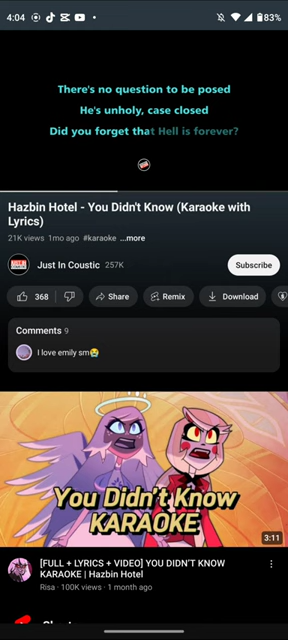 4:04
83%
There's no question to be posed
He's unholy, case closed
Did you forget that Hell is forever?
Hazbin Hotel - You Didn't Know (Karaoke with
Lyrics)
21K views 1mo ago #karaoke ...more
Just In Coustic 257K
Subscribe
368
Share
Remix
Download
Comments 9
I love emily sm😭
You Didn't Know
KARAOKE
3:11
[FULL + LYRICS + VIDEO] YOU DIDN'T KNOW
KARAOKE | Hazbin Hotel
Risa · 100K views · 1 month ago